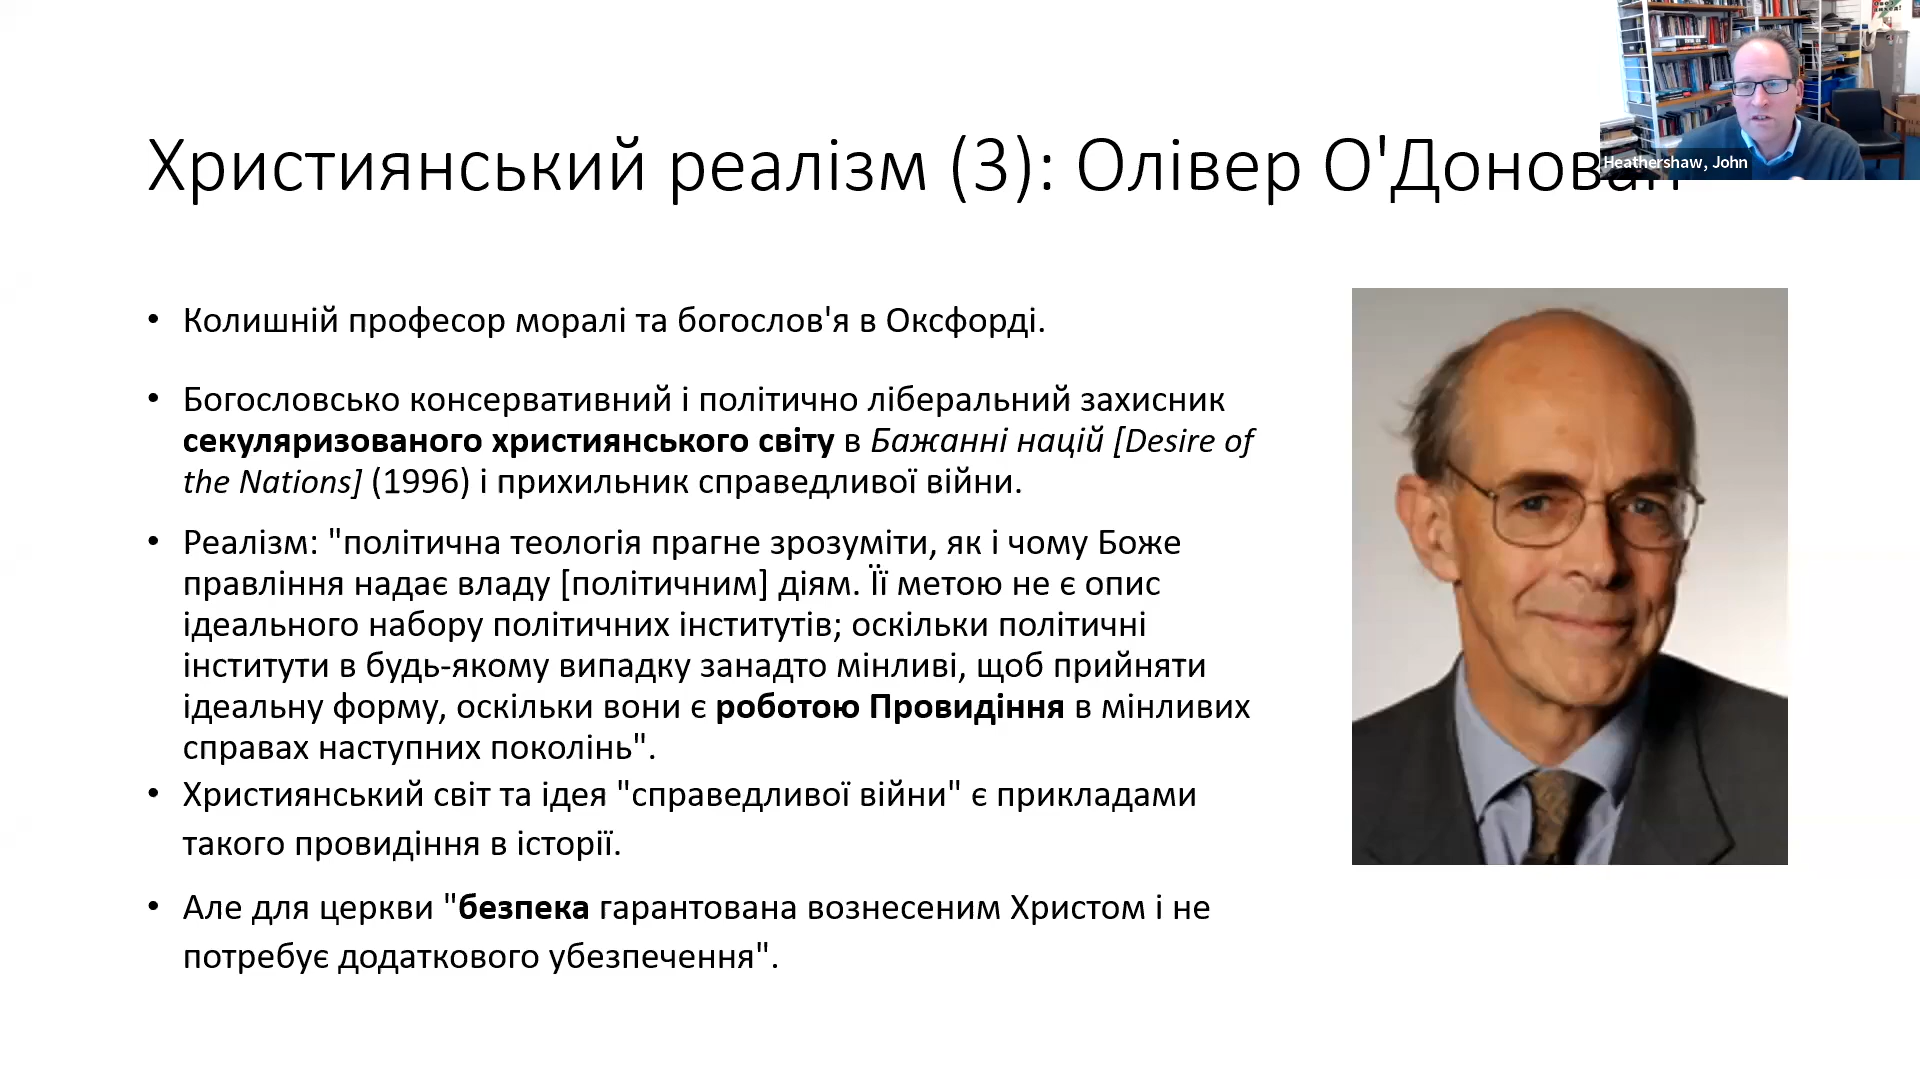 Християнський реалізм (3): Олівер О'Донован
Heathershaw, John
• Колишній професор моралі та богослов'я в Оксфорді.
• Богословсько консервативний і політично ліберальний захисник
секуляризованого християнського світу в Бажанні націй [Desire of
the Nations] (1996) і прихильник справедливої війни.
• Реалізм: "політична теологія прагне зрозуміти, як і чому Боже
правління надає владу [політичним] діям. Її метою не є опис
ідеального набору політичних інститутів; оскільки політичні
інститути в будь-якому випадку занадто мінливі, щоб прийняти
ідеальну форму, оскільки вони є роботою Провидіння в мінливих
справах наступних поколінь".
• Християнський світ та ідея "справедливої війни" є прикладами
такого провидіння в історії.
• Але для церкви "безпека гарантована вознесеним Христом і не
потребує додаткового убезпечення".